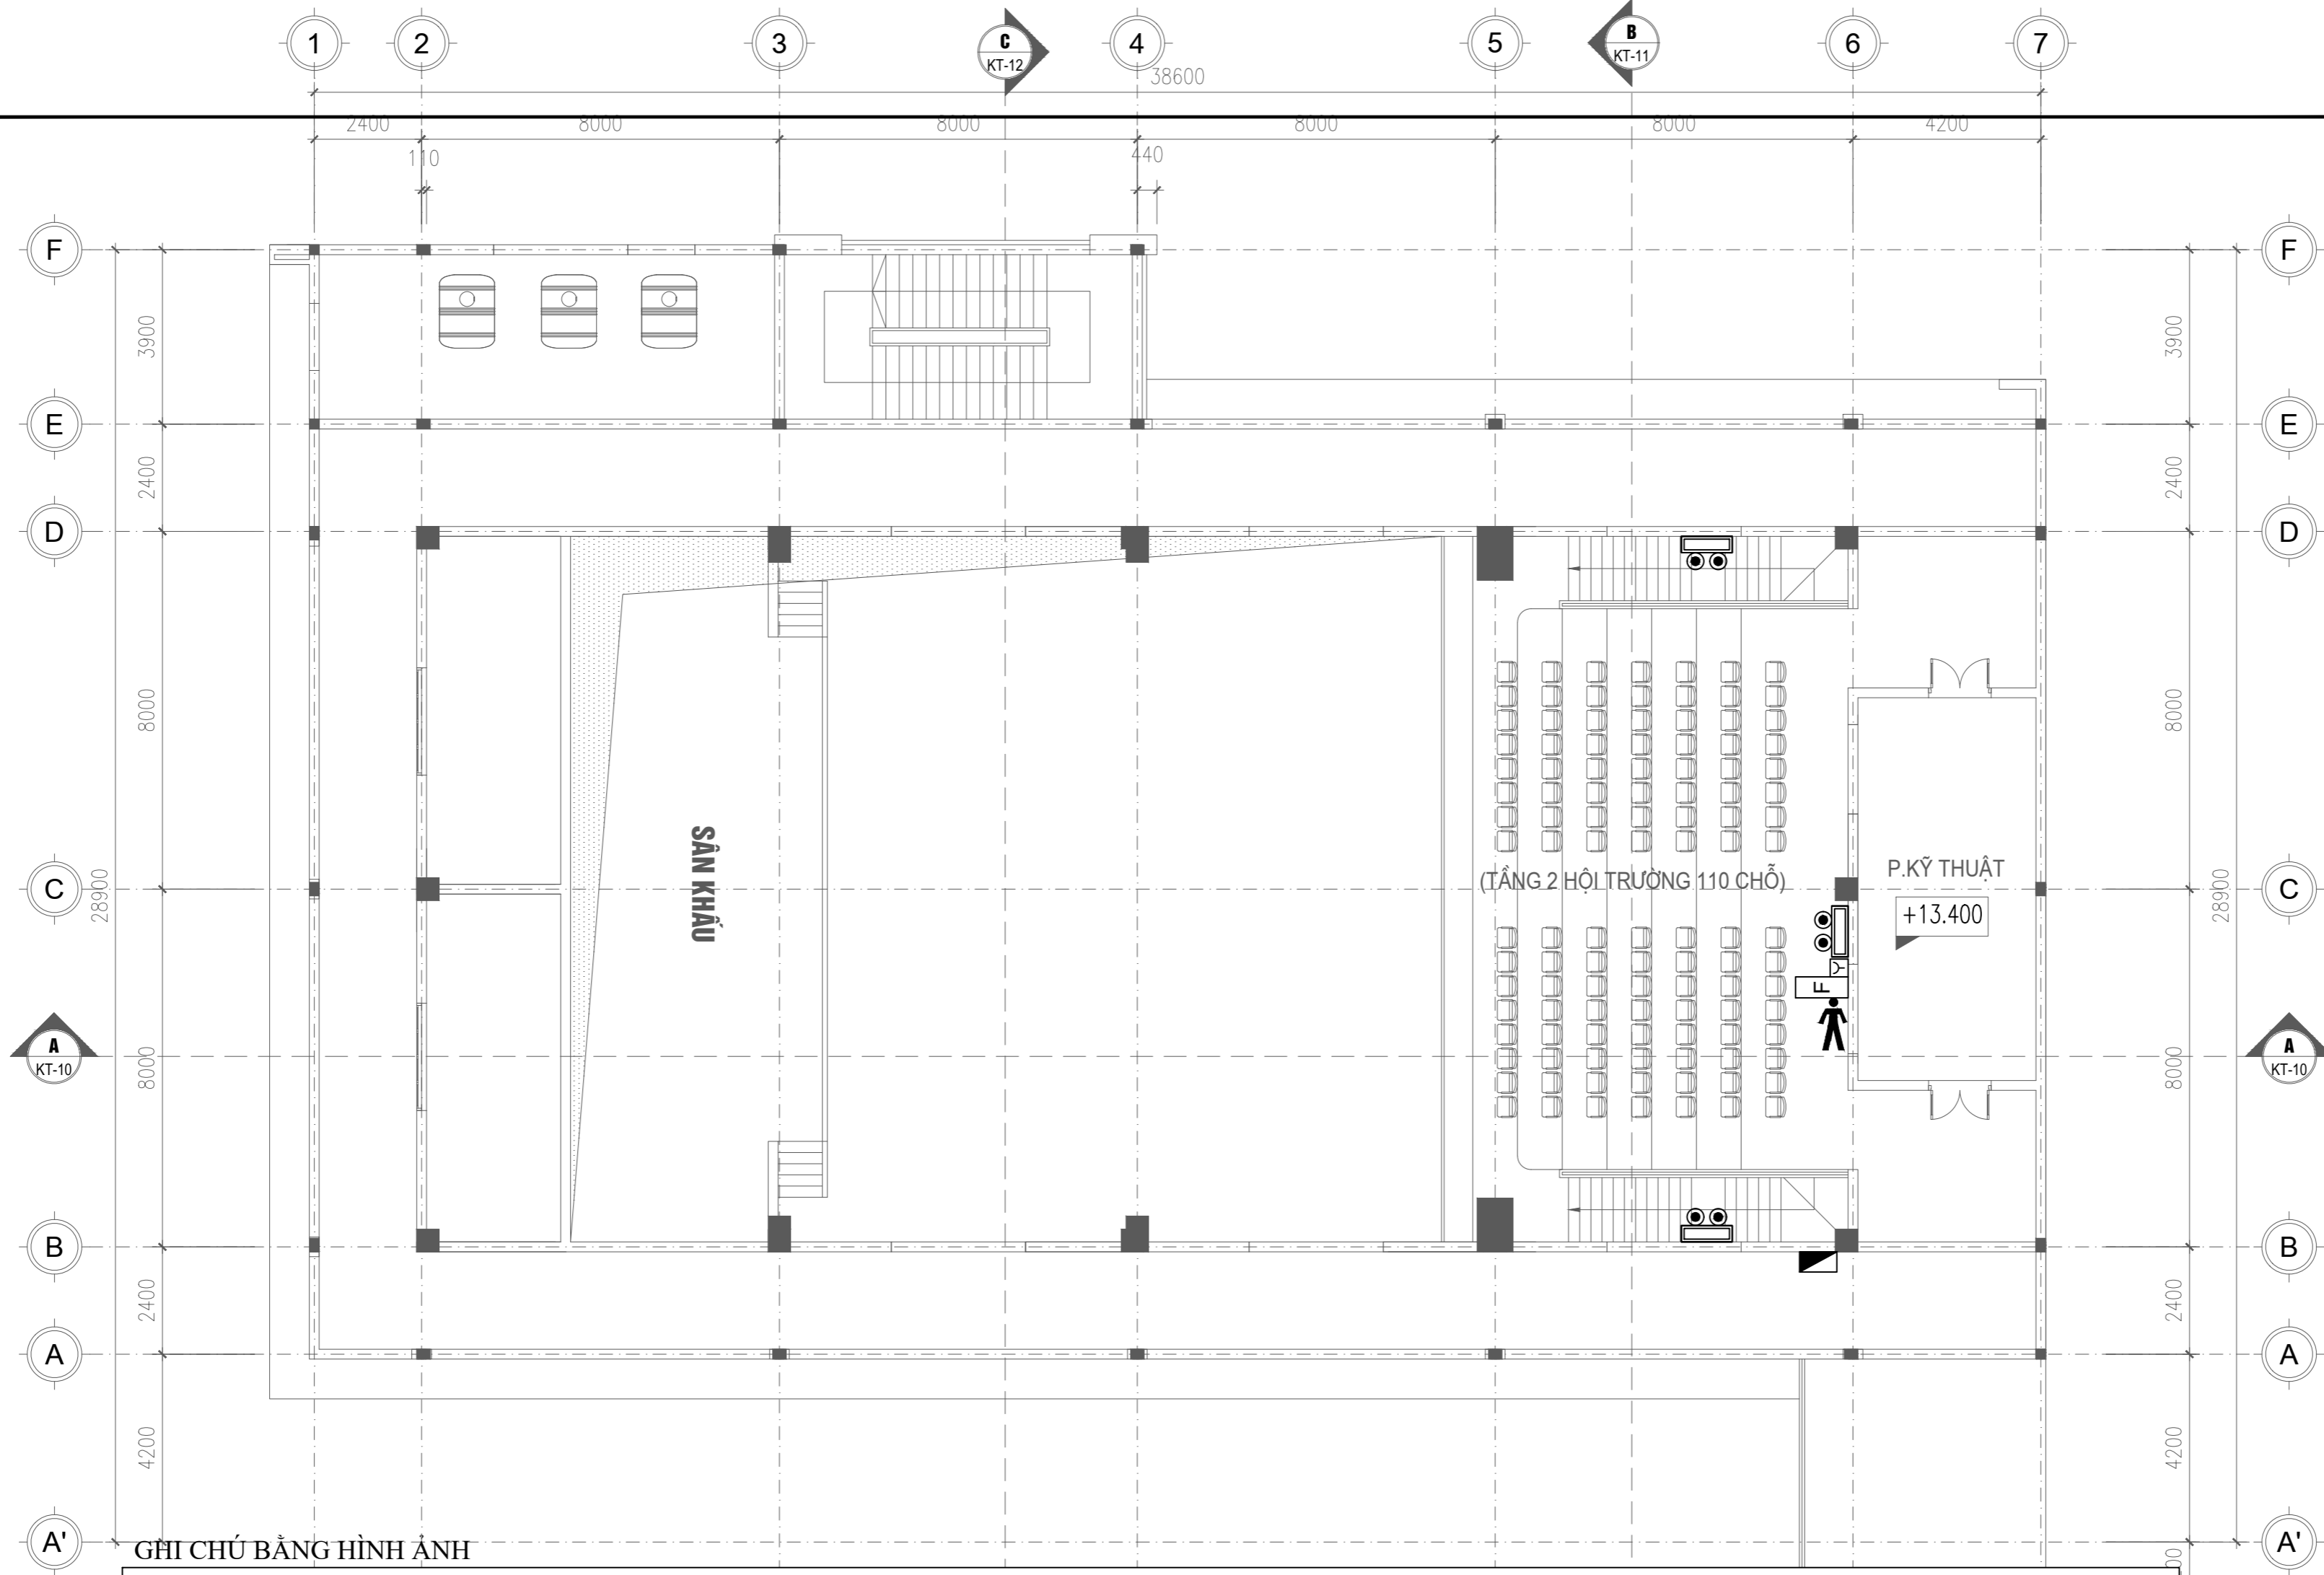 1 2 3 C KT-12 4 5 B KT-11 6 7
38600
2400 8000 8000 8000 8000 4200
110 440
F F
3900 3900
E E
2400 2400
D D
8000 8000
SÂN KHẤU
(TẦNG 2 HỘI TRƯỜNG 110 CHỖ)
P.KỸ THUẬT
+13.400
C C
28900 28900
F
A KT-10 A KT-10
8000 8000
B B
2400 2400
A A
4200 4200
A' A'
GHI CHÚ BẰNG HÌNH ẢNH